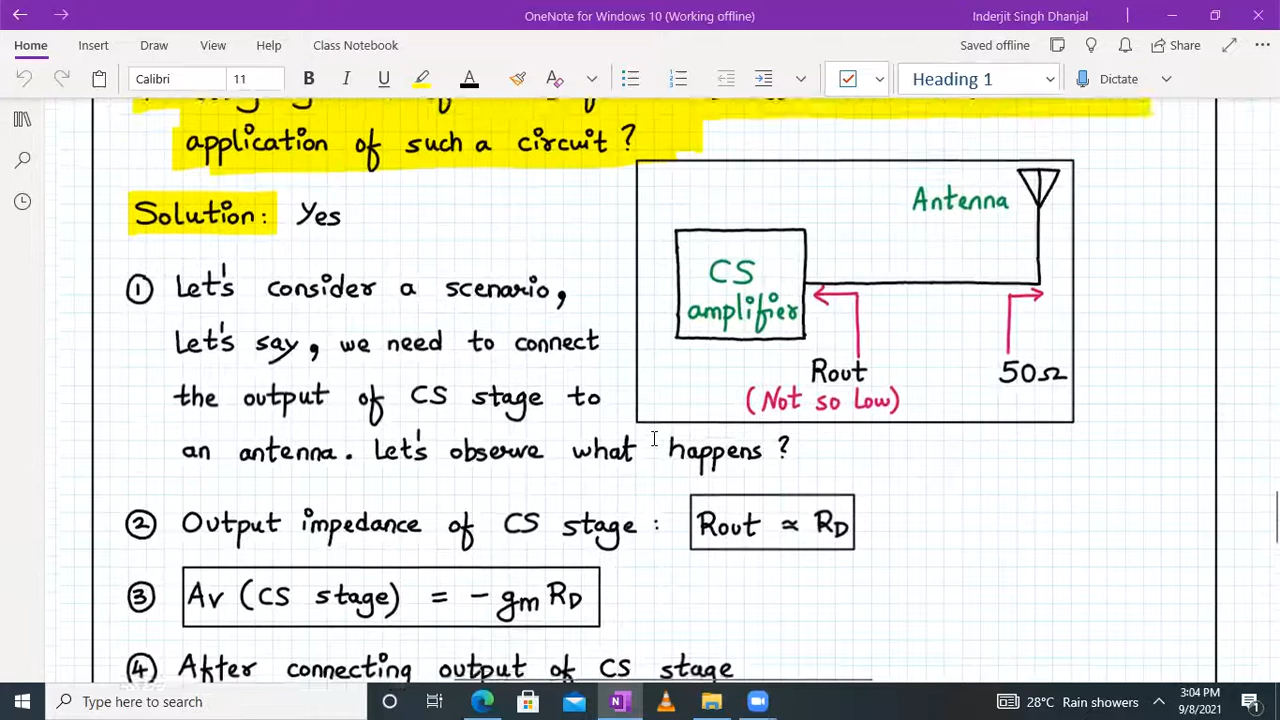 OneNote for Windows 10 (Working offline)
Inderjit Singh Dhanjal
Home Insert Draw View Help Class Notebook
Saved offline
Share
Calibri 11 B I U A
Heading 1
Dictate
application of such a circuit?
Solution: Yes
① Let's consider a scenario,
Let's say, we need to connect
the output of CS stage to
an antenna. Let's observe what happens?
Antenna
CS
amplifier
Rout
(Not so Low)
50Ω
② Output impedance of CS stage: Rout ≈ RD
③ Av (CS stage) = - gm RD
④ After connecting output of CS stage
Type here to search
28°C Rain showers
3:04 PM
9/8/2021